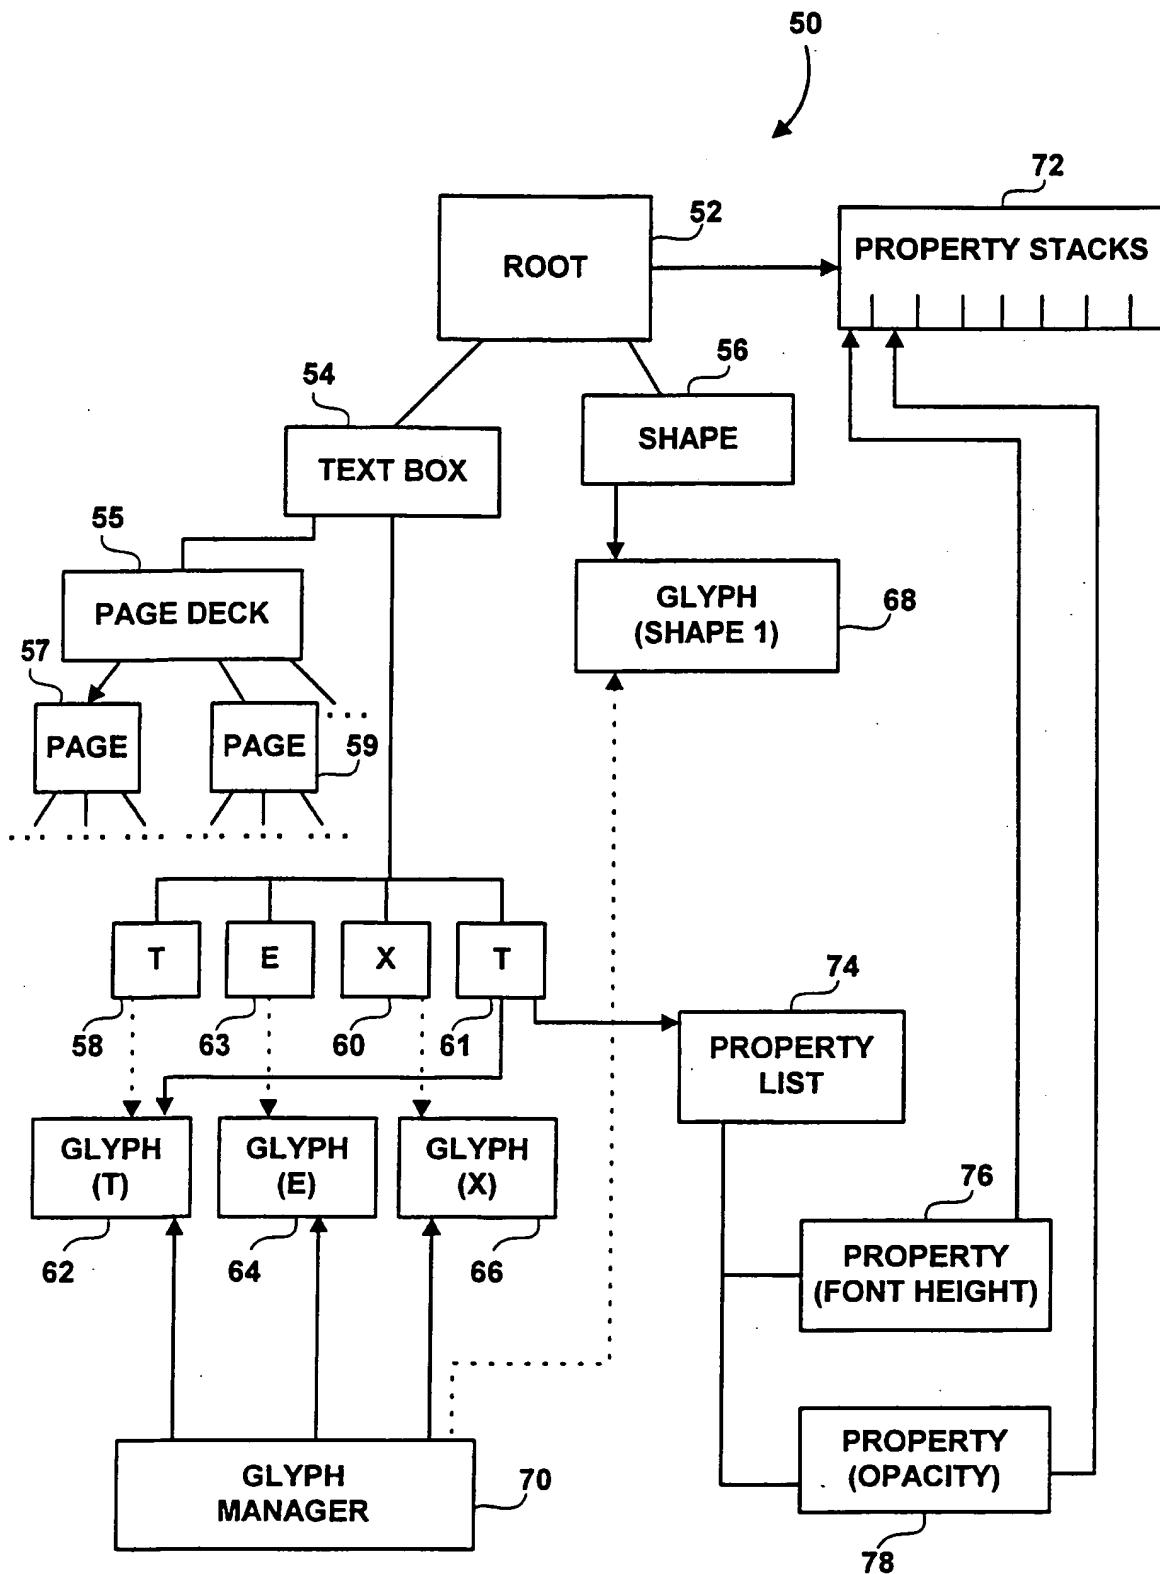 50
72
52
ROOT
PROPERTY STACKS
54
56
TEXT BOX
SHAPE
55
PAGE DECK
GLYPH
(SHAPE 1)
68
57
PAGE
PAGE
59
T
E
X
T
58
63
60
61
74
PROPERTY
LIST
GLYPH
(T)
GLYPH
(E)
GLYPH
(X)
62
64
66
76
PROPERTY
(FONT HEIGHT)
GLYPH
MANAGER
70
PROPERTY
(OPACITY)
78